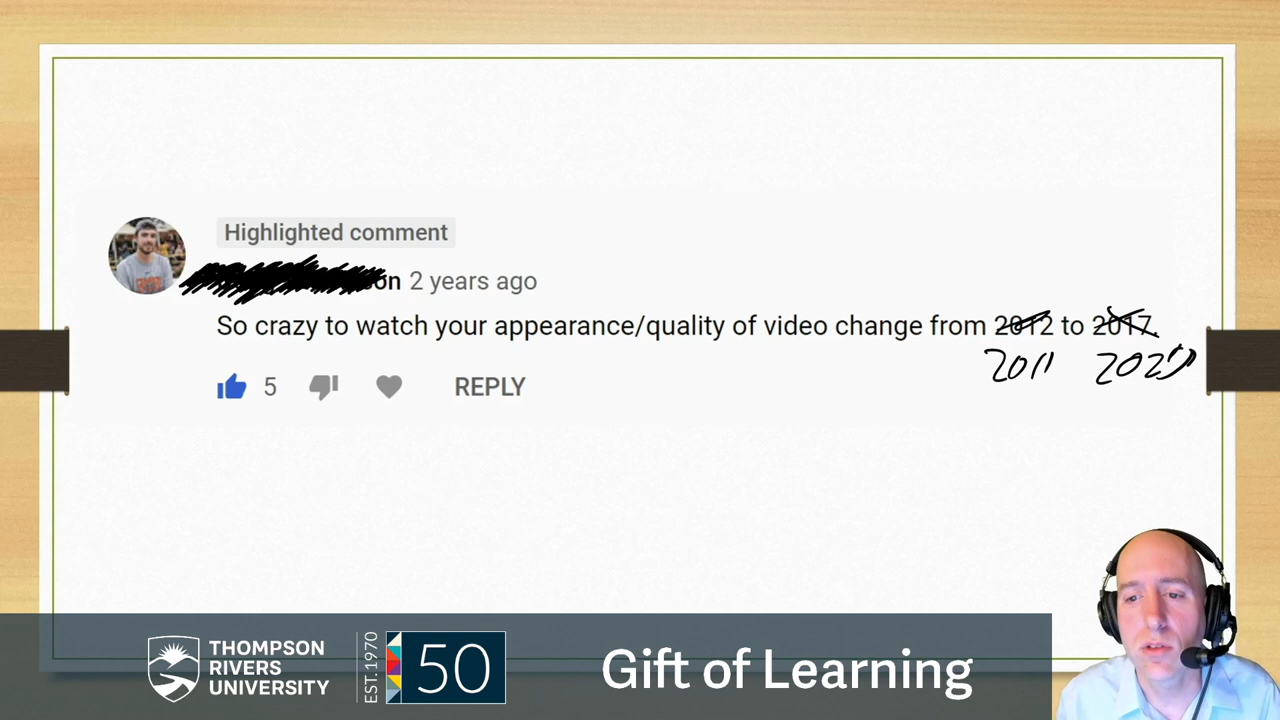 Highlighted comment
on 2 years ago
So crazy to watch your appearance/quality of video change from 2012 to 2017.
2011
5 REPLY
THOMPSON
RIVERS
UNIVERSITY
EST.1970
50
Gift of Learning